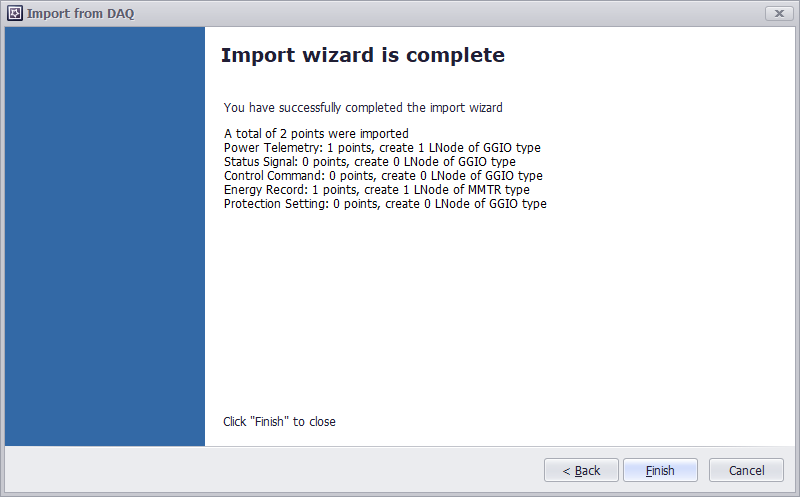 Import from DAQ
Import wizard is complete
You have successfully completed the import wizard
A total of 2 points were imported
Power Telemetry: 1 points, create 1 LNode of GGIO type
Status Signal: 0 points, create 0 LNode of GGIO type
Control Command: 0 points, create 0 LNode of GGIO type
Energy Record: 1 points, create 1 LNode of MMTR type
Protection Setting: 0 points, create 0 LNode of GGIO type
Click "Finish" to close
< Back
Finish
Cancel